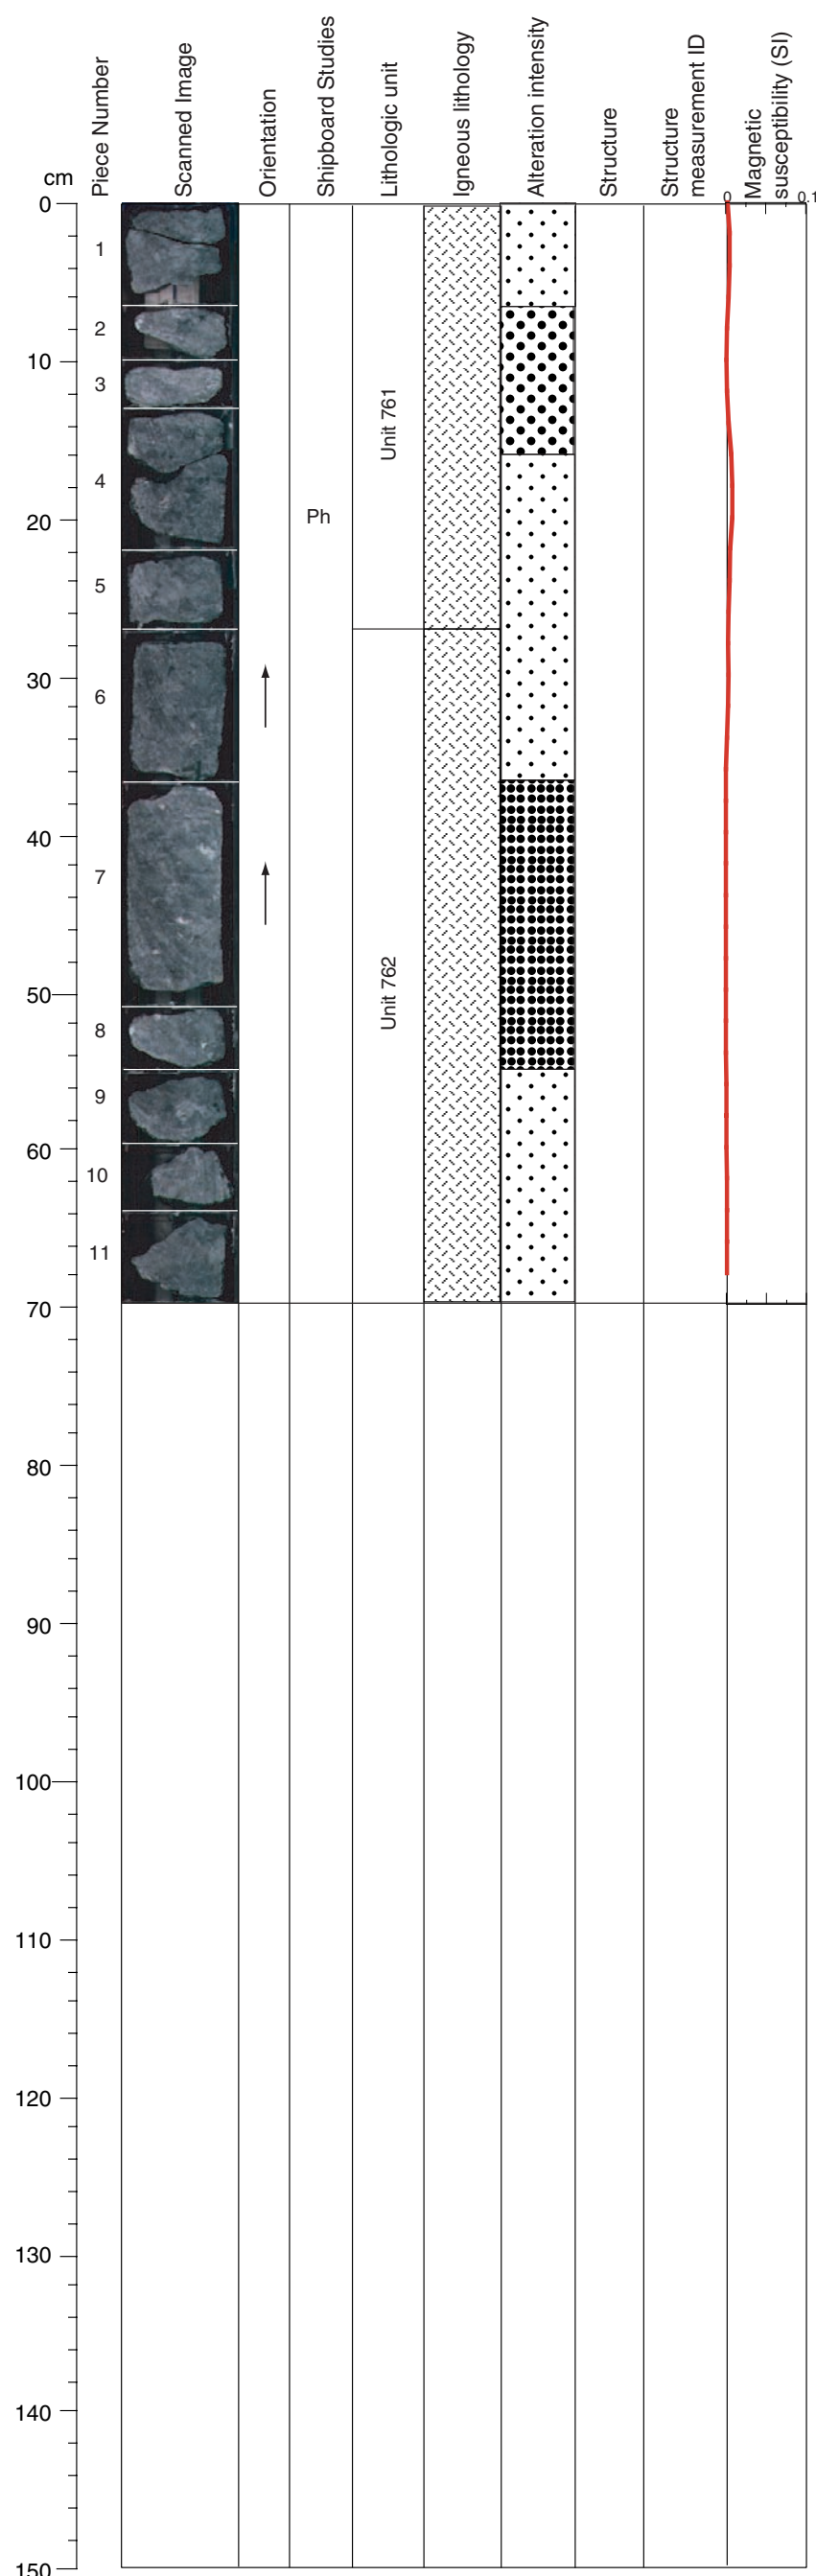 cm
Piece Number
Scanned Image
Orientation
Shipboard Studies
Lithologic unit
Igneous lithology
Alteration intensity
Structure
Structure
measurement ID
Magnetic
susceptibility (SI)
0
0.1
0
1
2
10
3
Unit 761
4
20
Ph
5
30
6
40
7
50
Unit 762
8
9
60
10
11
70
80
90
100
110
120
130
140
150